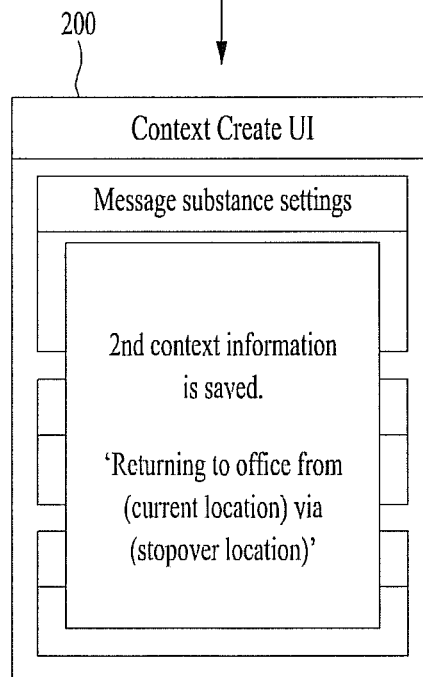 200
Context Create UI
Message substance settings
2nd context information
is saved.
‘Returning to office from
(current location) via
(stopover location)’